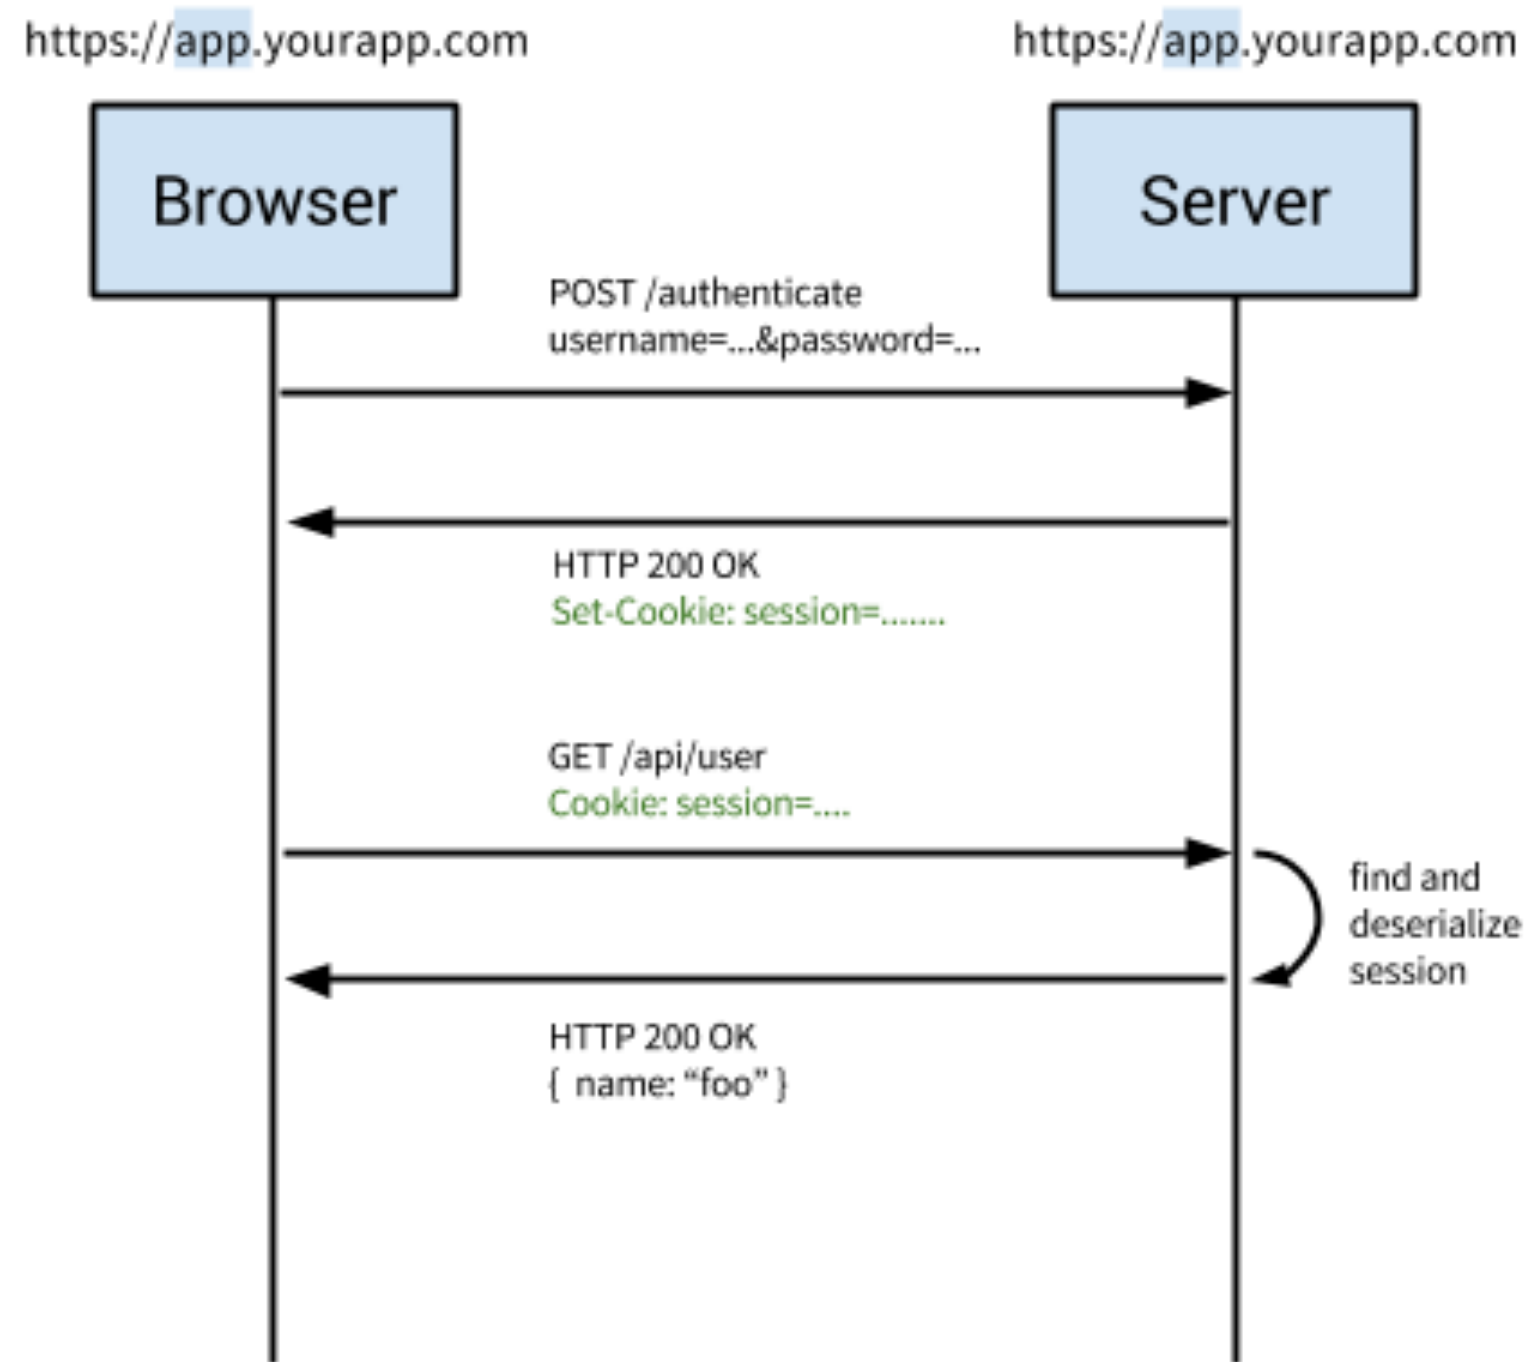 https://app.yourapp.com
https://app.yourapp.com
Browser
Server
POST /authenticate
username=...&password=...
HTTP 200 OK
Set-Cookie: session=.......
GET /api/user
Cookie: session=....
find and
deserialize
session
HTTP 200 OK
{ name: “foo” }